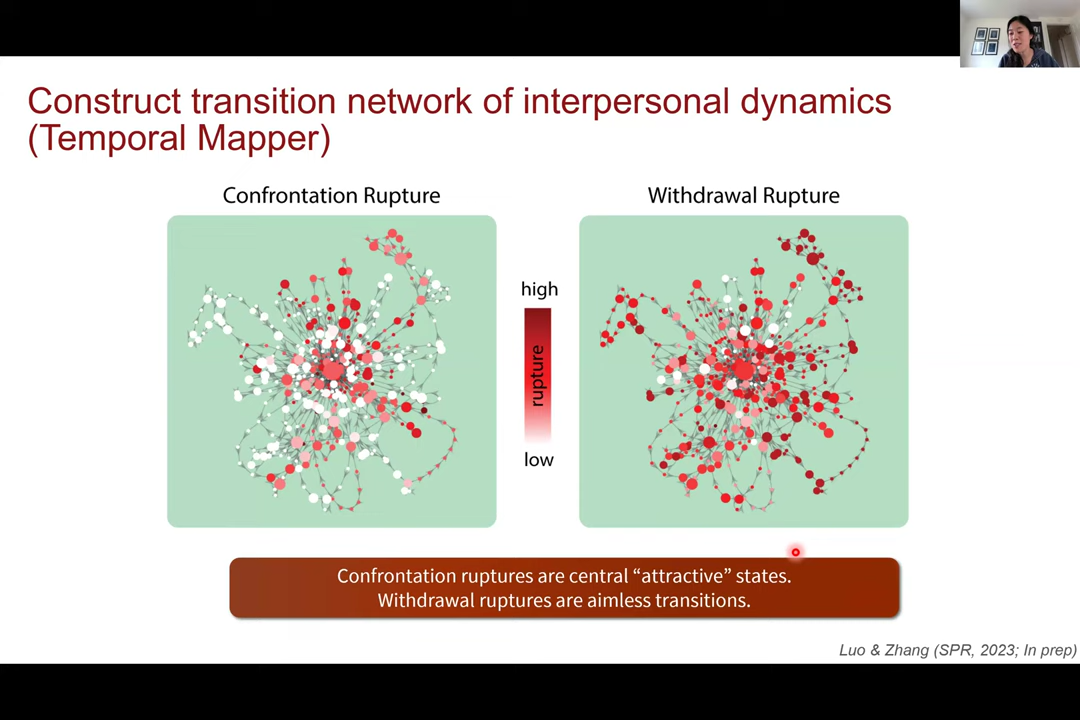 Construct transition network of interpersonal dynamics
(Temporal Mapper)
Confrontation Rupture
Withdrawal Rupture
high
rupture
low
Confrontation ruptures are central “attractive” states.
Withdrawal ruptures are aimless transitions.
Luo & Zhang (SPR, 2023; In prep)